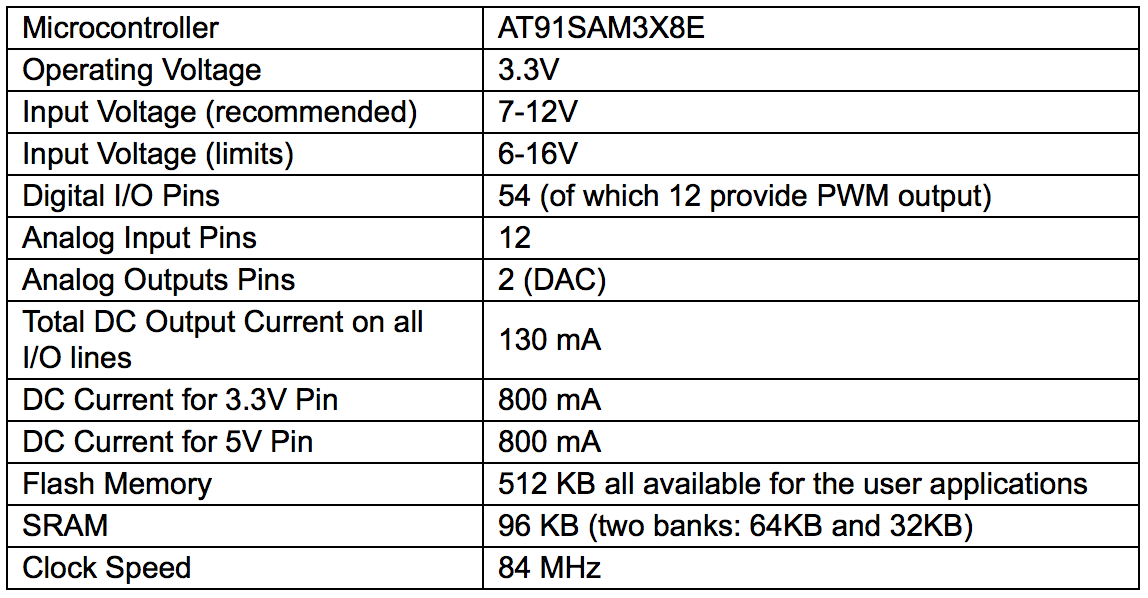 Microcontroller AT91SAM3X8E
Operating Voltage 3.3V
Input Voltage (recommended) 7-12V
Input Voltage (limits) 6-16V
Digital I/O Pins 54 (of which 12 provide PWM output)
Analog Input Pins 12
Analog Outputs Pins 2 (DAC)
Total DC Output Current on all
I/O lines 130 mA
DC Current for 3.3V Pin 800 mA
DC Current for 5V Pin 800 mA
Flash Memory 512 KB all available for the user applications
SRAM 96 KB (two banks: 64KB and 32KB)
Clock Speed 84 MHz